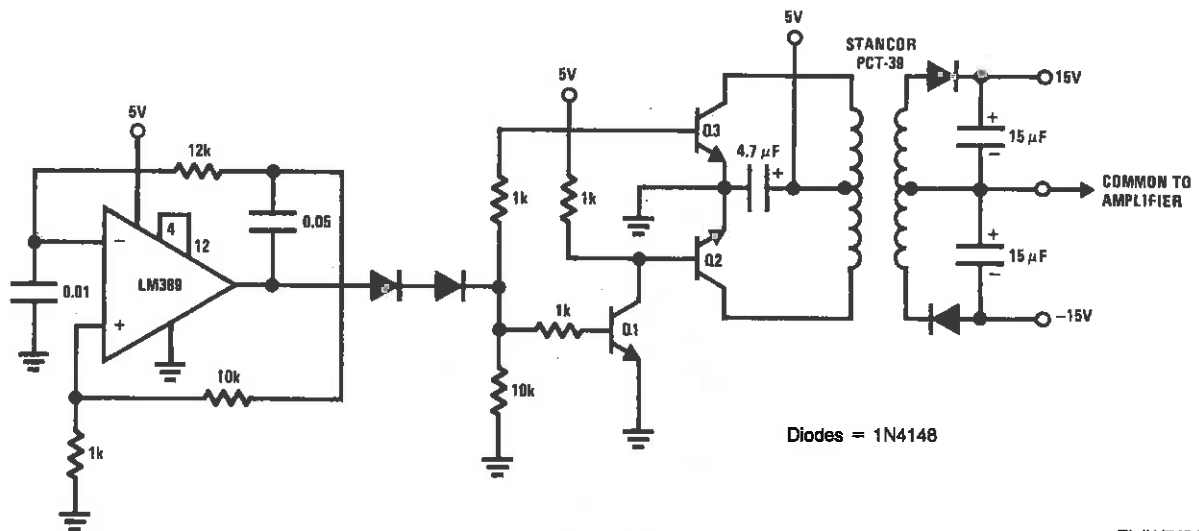 5V
STANCOR
PCT-39
5V
15V
5V
12k
Q3
4.7 µF
+
+
15 µF
−
1k
1k
0.05
4
12
COMMON TO
AMPLIFIER
−
Q2
+
15 µF
−
LM389
0.01
1k
+
Q1
−15V
10k
10k
Diodes = 1N4148
1k